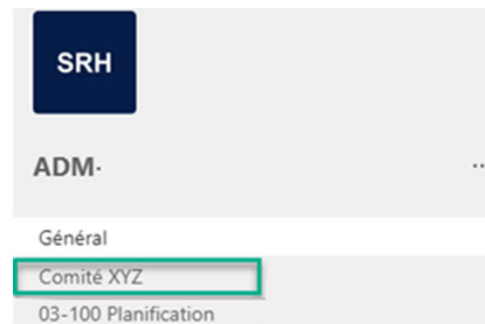 SRH
ADM- ..
Général
Comité XYZ
03-100 Planification